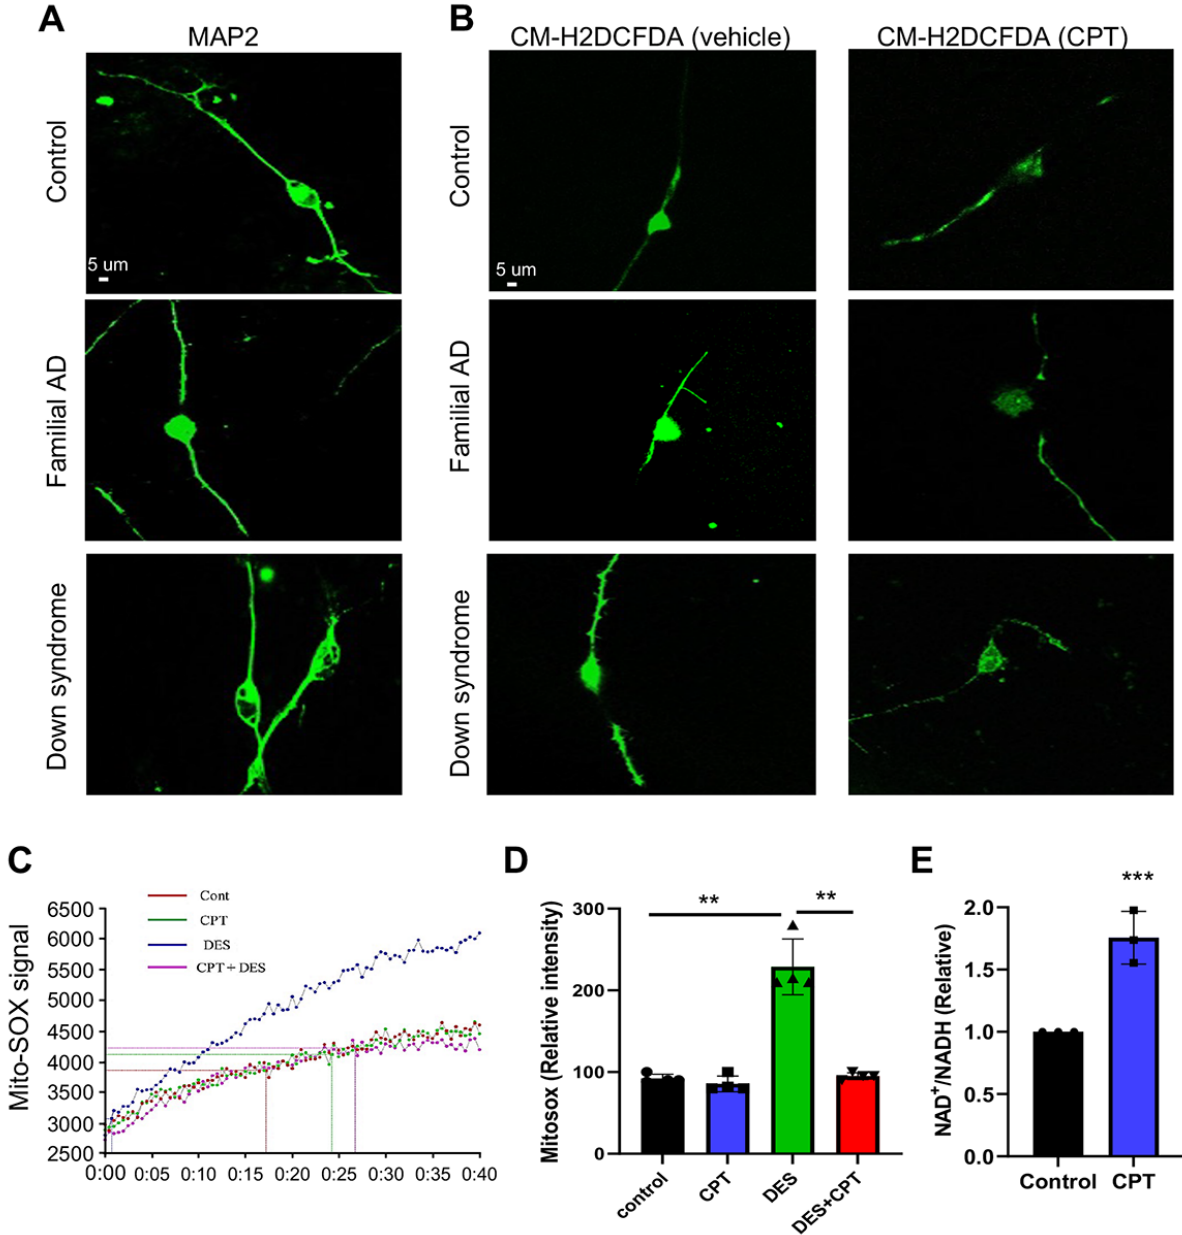 A
B
MAP2
CM-H2DCFDA (vehicle)
CM-H2DCFDA (CPT)
Control
5 um
Control
5 um
Familial AD
Familial AD
Down syndrome
Down syndrome
C
Mito-SOX signal
Cont
CPT
DES
CPT + DES
6500
6000
5500
5000
4500
4000
3500
3000
2500
0:00 0:05 0:10 0:15 0:20 0:25 0:30 0:35 0:40
D
Mitosox (Relative intensity)
** **
300
200
100
0
control CPT DES DES+CPT
E
NAD+/NADH (Relative)
***
2.0
1.5
1.0
0.5
0.0
Control CPT